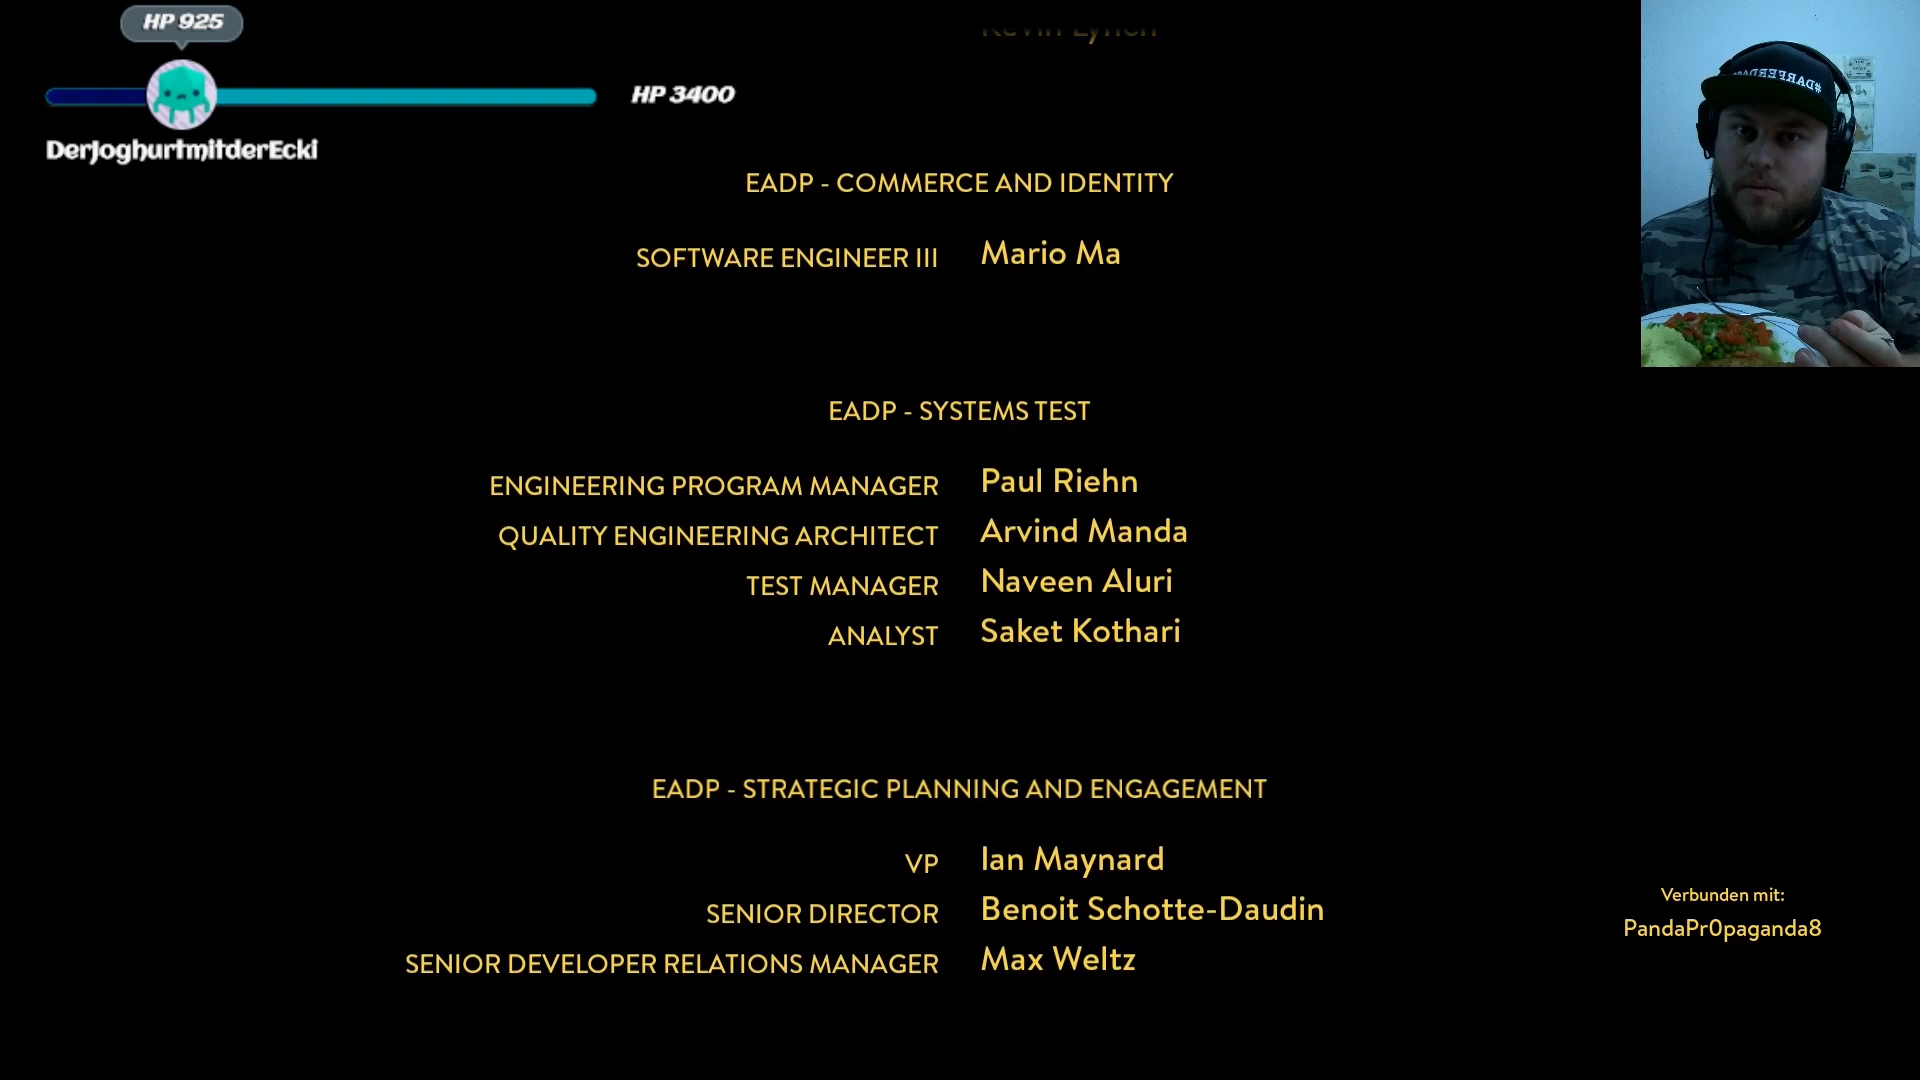 HP 925
HP 3400
DerJoghurtmitderEcki
Kevin Lynch
EADP - COMMERCE AND IDENTITY
SOFTWARE ENGINEER III Mario Ma
EADP - SYSTEMS TEST
ENGINEERING PROGRAM MANAGER Paul Riehn
QUALITY ENGINEERING ARCHITECT Arvind Manda
TEST MANAGER Naveen Aluri
ANALYST Saket Kothari
EADP - STRATEGIC PLANNING AND ENGAGEMENT
VP Ian Maynard
SENIOR DIRECTOR Benoit Schotte-Daudin
SENIOR DEVELOPER RELATIONS MANAGER Max Weltz
Verbunden mit:
PandaPr0paganda8